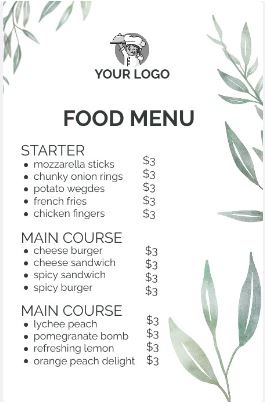 YOUR LOGO
FOOD MENU
STARTER
• mozzarella sticks $3
• chunky onion rings $3
• potato wegdes $3
• french fries $3
• chicken fingers $3
MAIN COURSE
• cheese burger $3
• cheese sandwich $3
• spicy sandwich $3
• spicy burger $3
MAIN COURSE
• lychee peach $3
• pomegranate bomb $3
• refreshing lemon $3
• orange peach delight $3